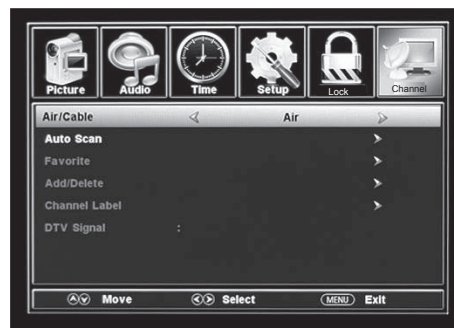 Picture Audio Time Setup Lock Channel
Air/Cable Air
Auto Scan
Favorite
Add/Delete
Channel Label
DTV Signal :
Move Select MENU Exit